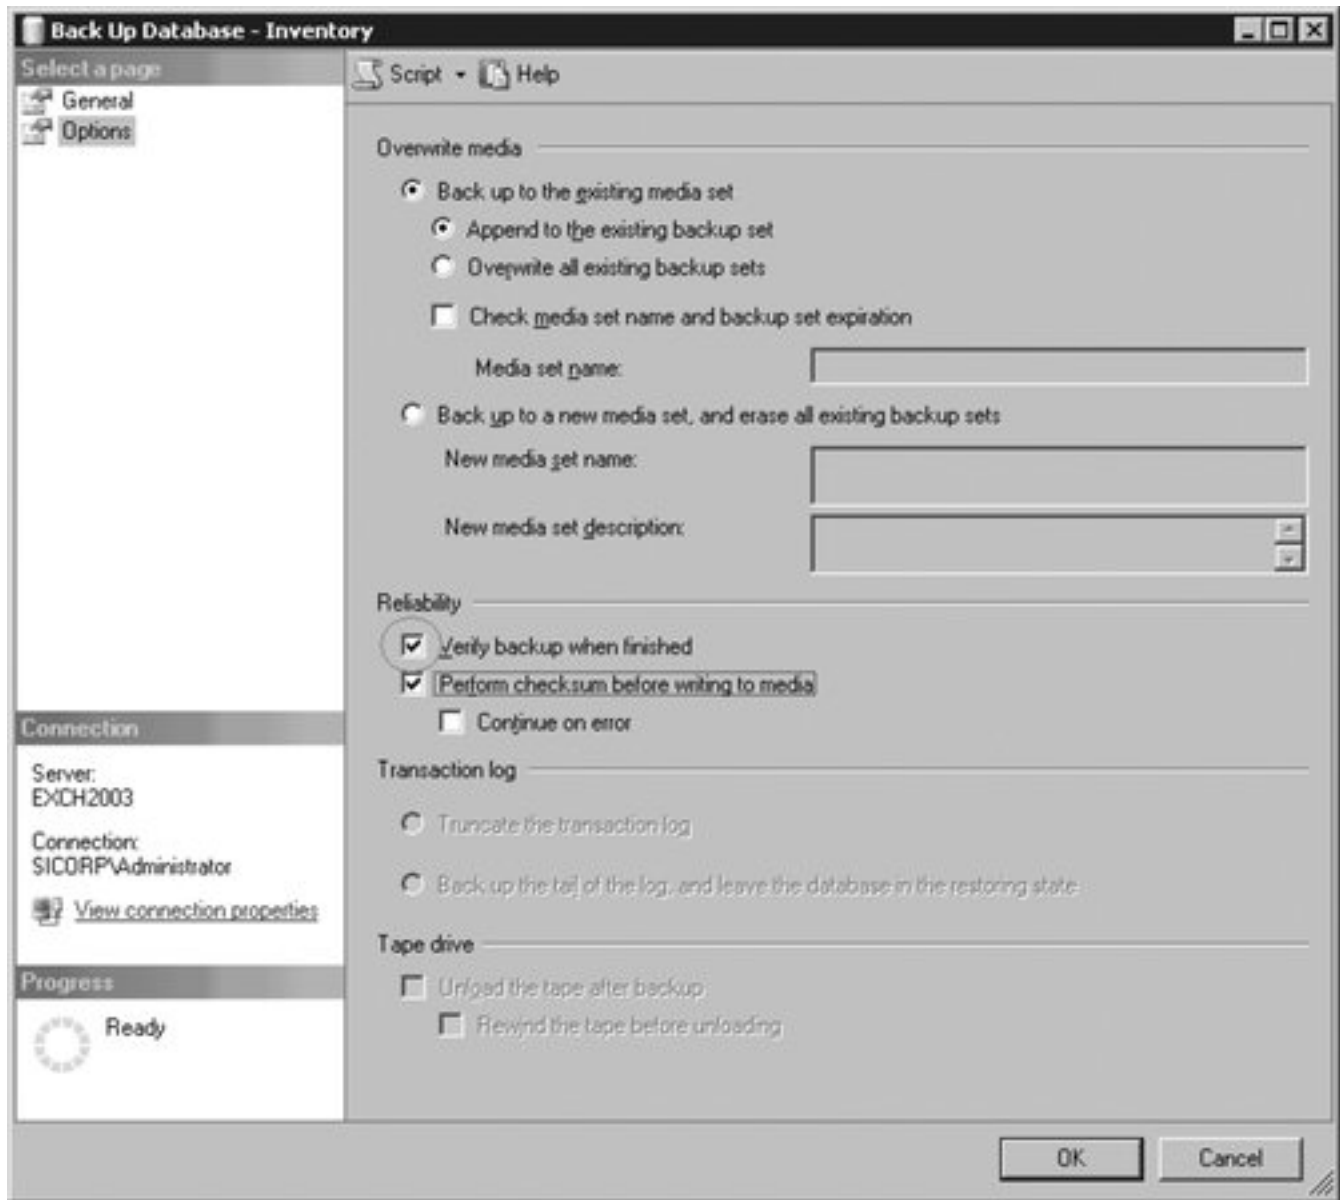 Back Up Database - Inventory
Select a page
General
Options
Script
Help
Overwrite media
Back up to the existing media set
Append to the existing backup set
Overwrite all existing backup sets
Check media set name and backup set expiration
Media set name:
Back up to a new media set, and erase all existing backup sets
New media set name:
New media set description:
Reliability
Verify backup when finished
Perform checksum before writing to media
Continue on error
Transaction log
Truncate the transaction log
Back up the tail of the log, and leave the database in the restoring state
Tape drive
Unload the tape after backup
Rewind the tape before unloading
Connection
Server:
EXCH2003
Connection:
SICORP\Administrator
View connection properties
Progress
Ready
OK
Cancel